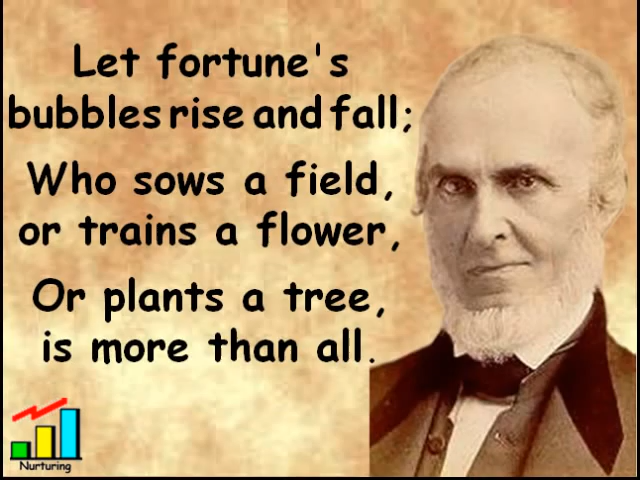 Let fortune's
bubbles rise and fall;
Who sows a field,
or trains a flower,
Or plants a tree,
is more than all.
Nurturing